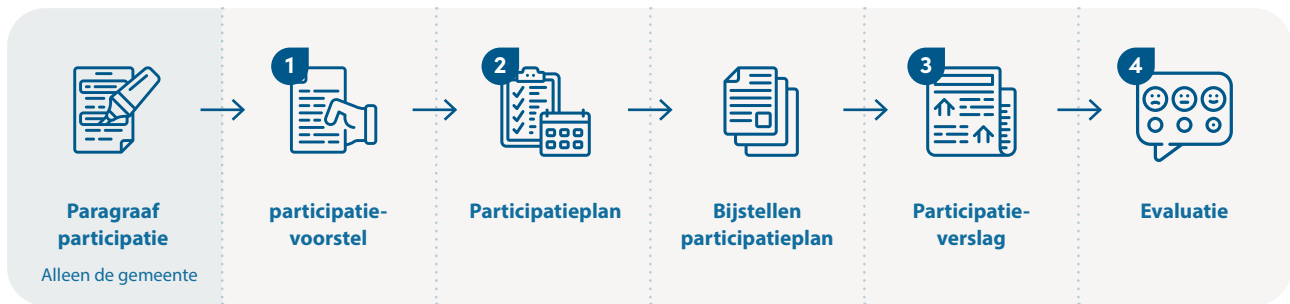 Paragraaf
participatie
Alleen de gemeente
1
participatie-
voorstel
2
Participatieplan
Bijstellen
participatieplan
3
Participatie-
verslag
4
Evaluatie